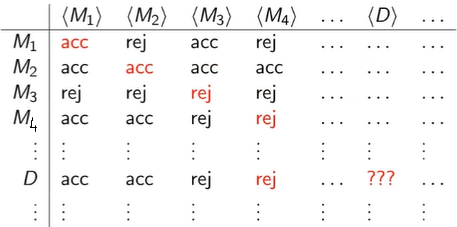 ⟨M₁⟩ ⟨M₂⟩ ⟨M₃⟩ ⟨M₄⟩ ... ⟨D⟩ ...
M₁ acc rej acc rej ... ... ...
M₂ acc acc acc acc ... ... ...
M₃ rej rej rej rej ... ... ...
M₄ acc acc rej rej ... ... ...
⋮ ⋮ ⋮ ⋮ ⋮ ⋮ ⋮ ⋮
D acc acc rej rej ... ??? ...
⋮ ⋮ ⋮ ⋮ ⋮ ⋮ ⋮ ⋮